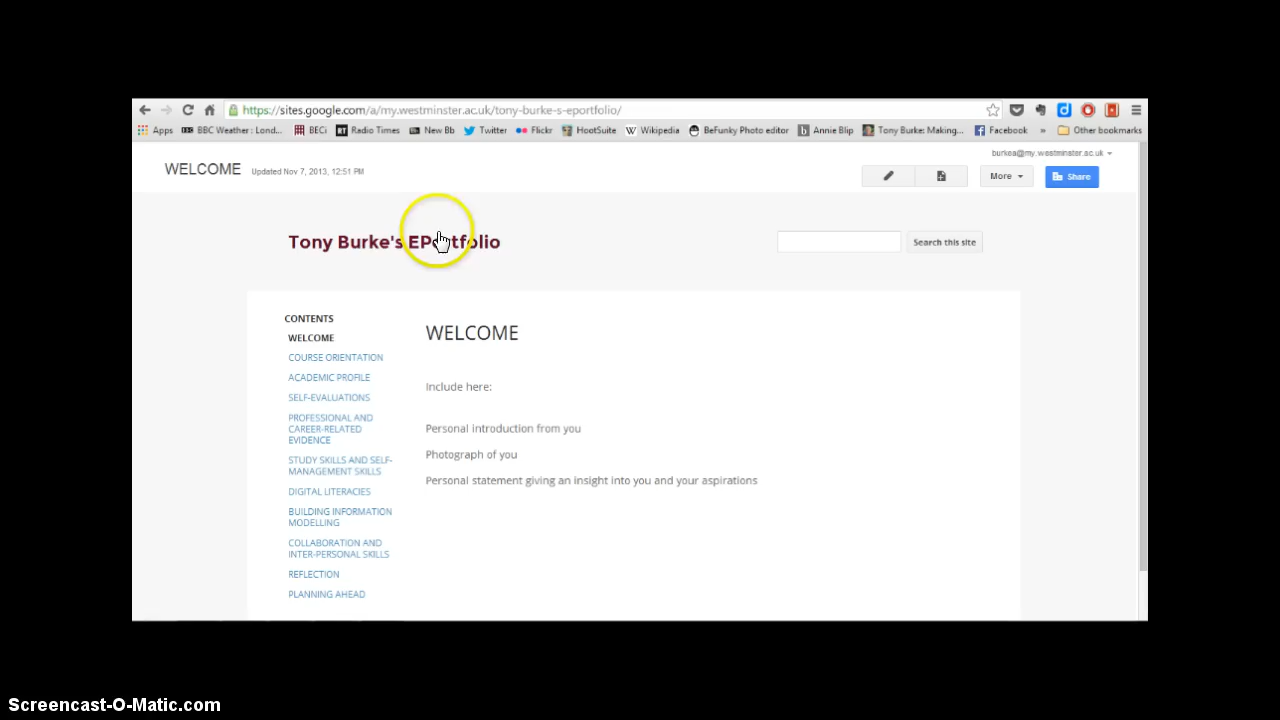 https://sites.google.com/a/my.westminster.ac.uk/tony-burke-s-eportfolio/
Apps BBC Weather : Lond... BECi Radio Times New Bb Twitter Flickr HootSuite Wikipedia BeFunky Photo editor Annie Blip Tony Burke: Making... Facebook » Other bookmarks
burkea@my.westminster.ac.uk
WELCOME Updated Nov 7, 2013, 12:51 PM More Share
Tony Burke's EPortfolio Search this site
CONTENTS
WELCOME
COURSE ORIENTATION
ACADEMIC PROFILE
SELF-EVALUATIONS
PROFESSIONAL AND
CAREER-RELATED
EVIDENCE
STUDY SKILLS AND SELF-
MANAGEMENT SKILLS
DIGITAL LITERACIES
BUILDING INFORMATION
MODELLING
COLLABORATION AND
INTER-PERSONAL SKILLS
REFLECTION
PLANNING AHEAD
WELCOME
Include here:
Personal introduction from you
Photograph of you
Personal statement giving an insight into you and your aspirations
Screencast-O-Matic.com